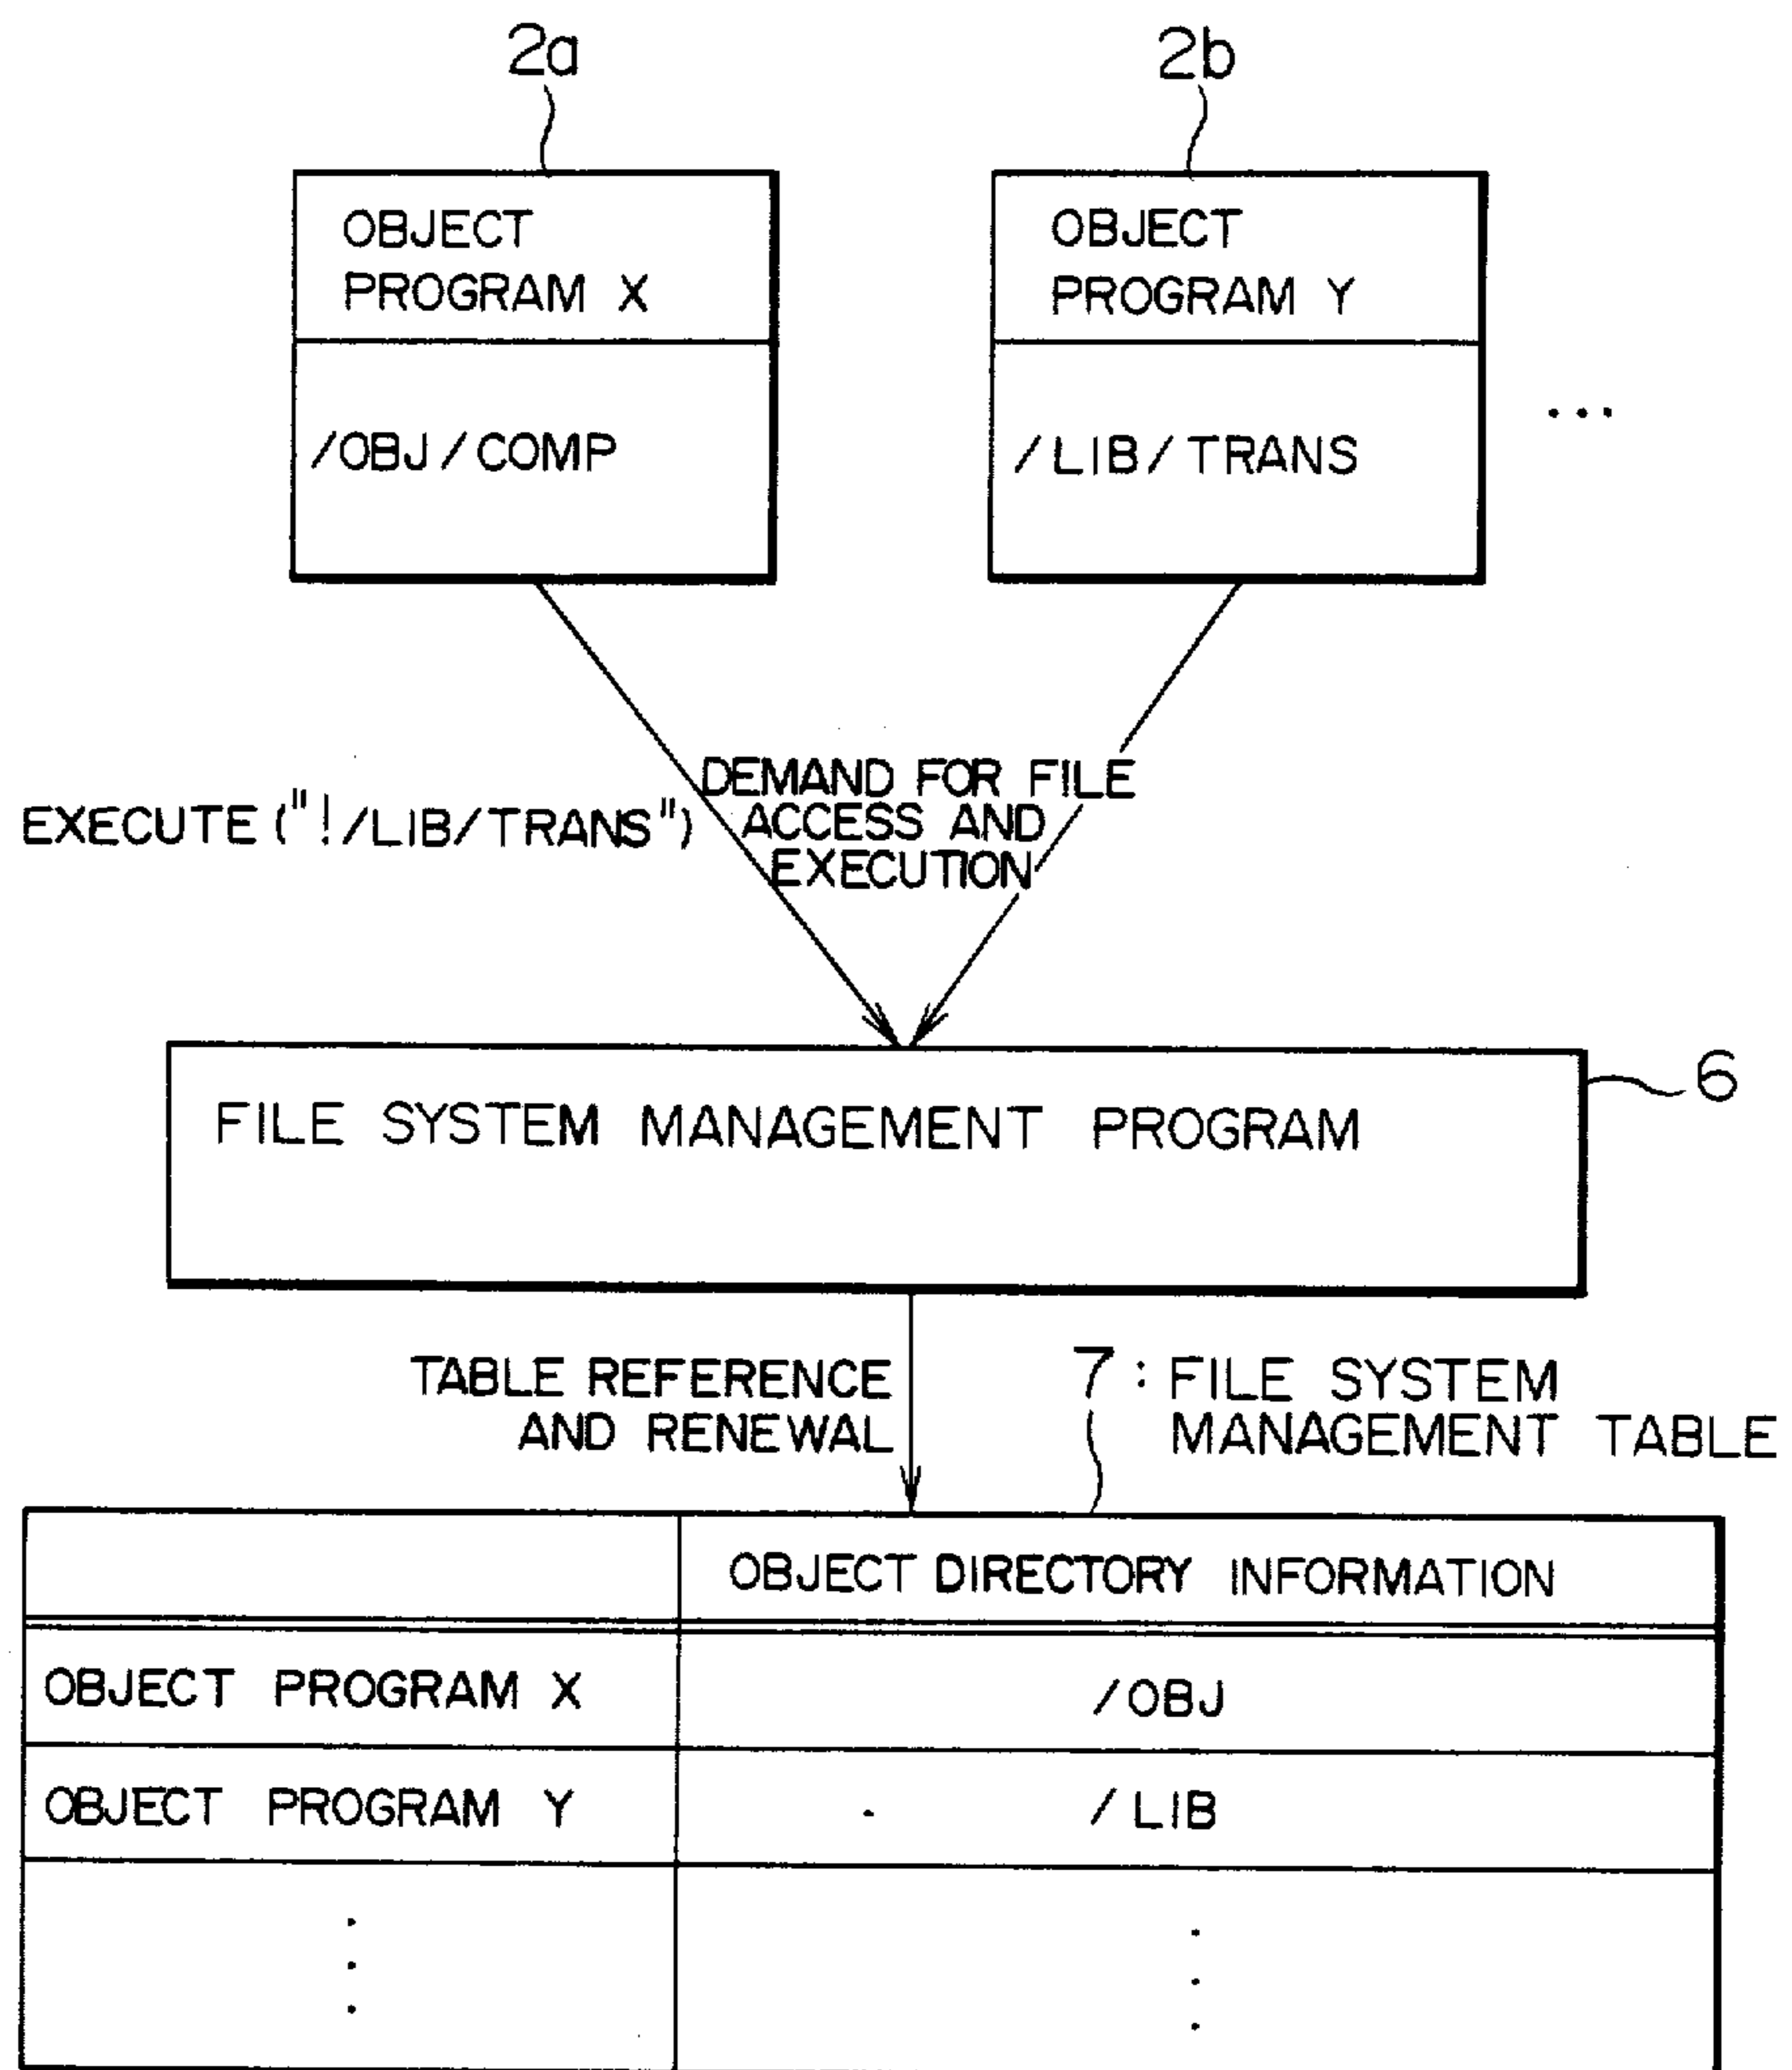 2a
2b
OBJECT
PROGRAM X
OBJECT
PROGRAM Y
/OBJ/COMP
/LIB/TRANS
...
EXECUTE ("!/LIB/TRANS")
DEMAND FOR FILE
ACCESS AND
EXECUTION
FILE SYSTEM MANAGEMENT PROGRAM
6
TABLE REFERENCE
AND RENEWAL
7: FILE SYSTEM
MANAGEMENT TABLE
OBJECT DIRECTORY INFORMATION
OBJECT PROGRAM X
/OBJ
OBJECT PROGRAM Y
/LIB